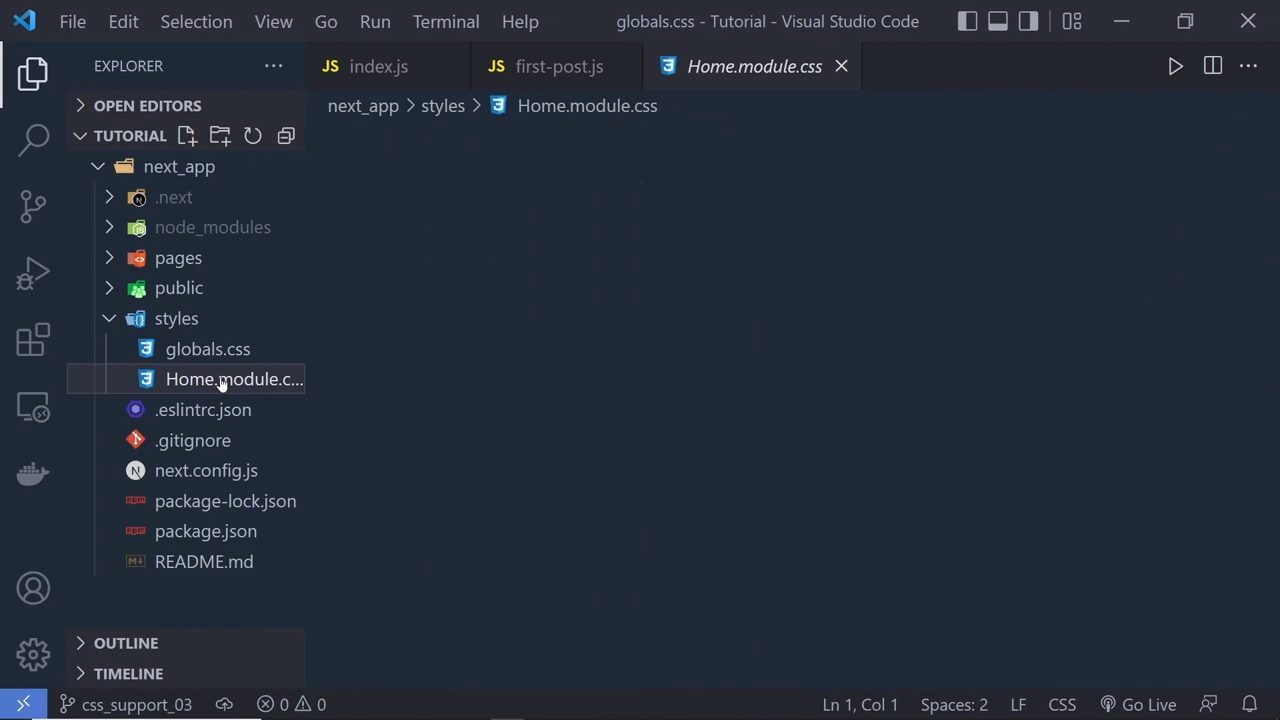 File Edit Selection View Go Run Terminal Help globals.css - Tutorial - Visual Studio Code
EXPLORER
JS index.js JS first-post.js Home.module.css
OPEN EDITORS
next_app > styles > Home.module.css
TUTORIAL
next_app
.next
node_modules
pages
public
styles
globals.css
Home.module.c...
.eslintrc.json
.gitignore
next.config.js
package-lock.json
package.json
README.md
OUTLINE
TIMELINE
css_support_03 0 0 Ln 1, Col 1 Spaces: 2 LF CSS Go Live